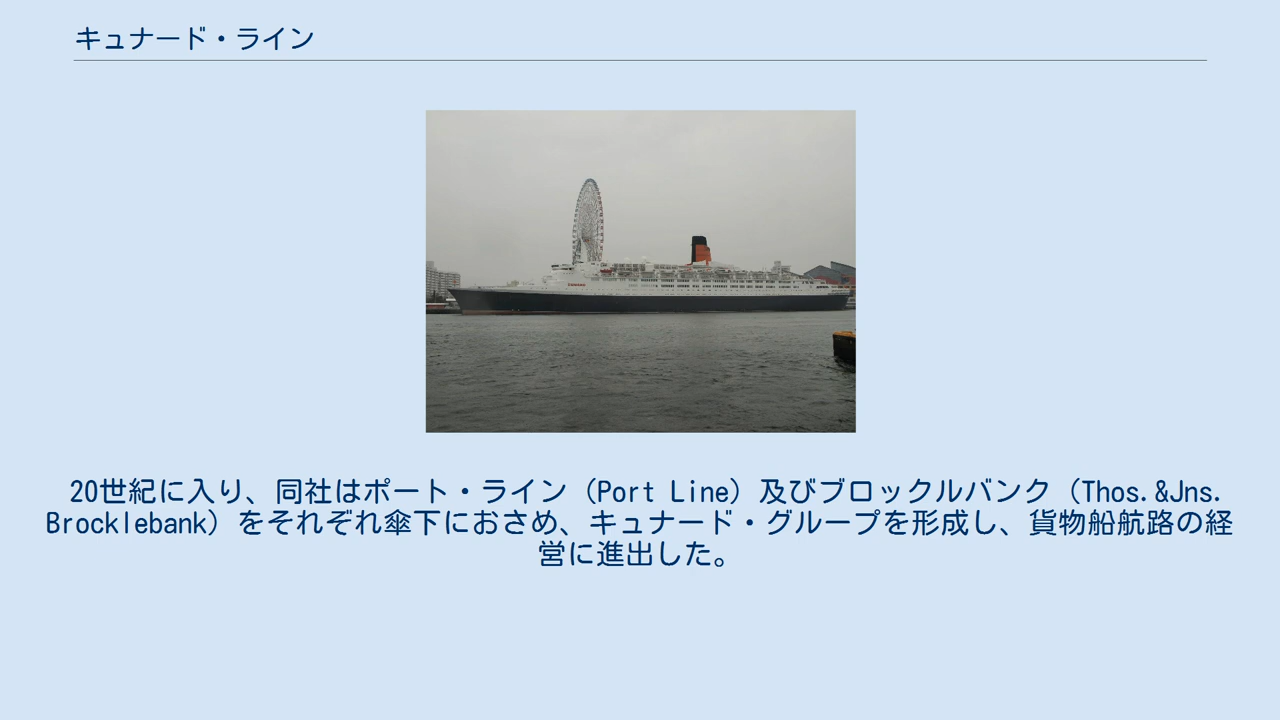 キュナード・ライン
20世紀に入り、同社はポート・ライン（Port Line）及びブロックルバンク（Thos.&Jns.
Brocklebank）をそれぞれ傘下におさめ、キュナード・グループを形成し、貨物船航路の経
営に進出した。